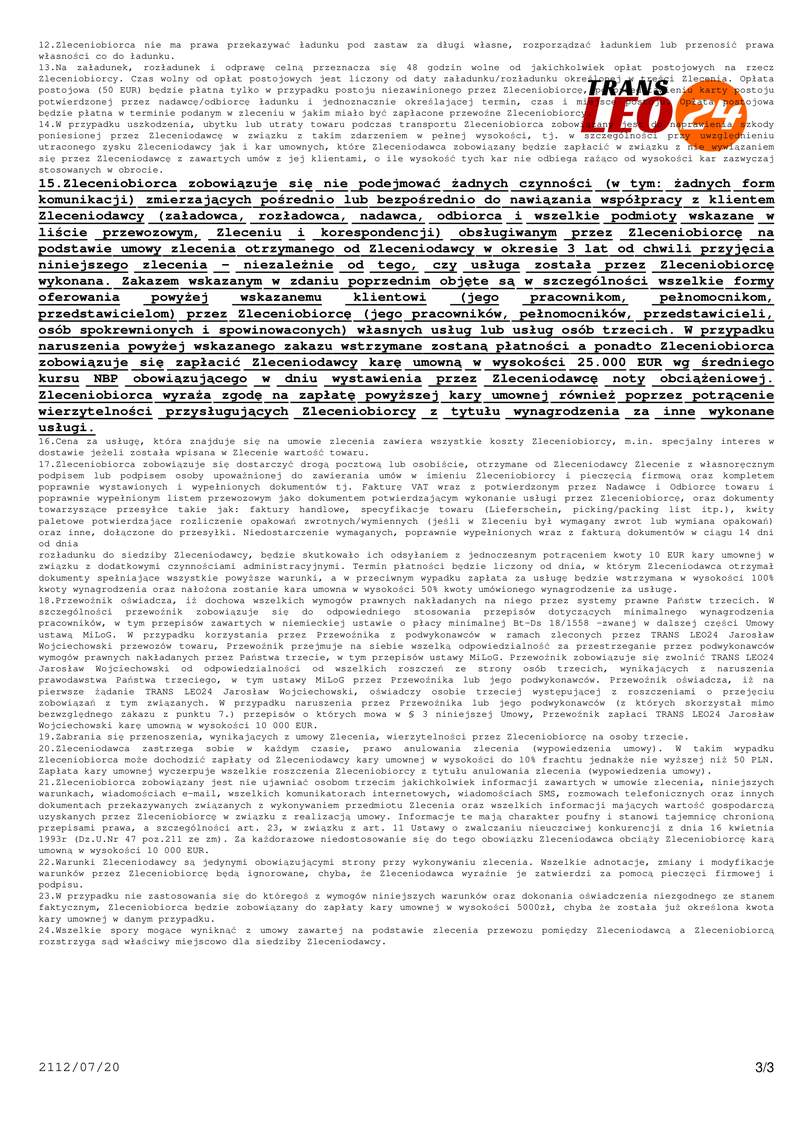 12.Zleceniobiorca nie ma prawa przekazywać ładunku pod zastaw za długi własne, rozporządzać ładunkiem lub przenosić prawa
własności co do ładunku.
13.Na załadunek, rozładunek i odprawę celną przeznacza się 48 godzin wolne od jakichkolwiek opłat postojowych na rzecz
Zleceniobiorcy. Czas wolny od opłat postojowych jest liczony od daty załadunku/rozładunku określonej w treści Zlecenia. Opłata
postojowa (50 EUR) będzie płatna tylko w przypadku postoju niezawinionego przez Zleceniobiorcę, karty postoju
potwierdzonej przez nadawcę/odbiorcę ładunku i jednoznacznie określającej termin, czas i miejsce postoju. Opłata postojowa
będzie płatna w terminie podanym w zleceniu w jakim miało być zapłacone przewoźne Zleceniobiorcy.
14.W przypadku uszkodzenia, ubytku lub utraty towaru podczas transportu Zleceniobiorca zobowiązany jest do naprawienia szkody
poniesionej przez Zleceniodawcę w związku z takim zdarzeniem w pełnej wysokości, tj. w szczególności przy uwzględnieniu
utraconego zysku Zleceniodawcy jak i kar umownych, które Zleceniodawca zobowiązany będzie zapłacić w związku z nie wywiązaniem
się przez Zleceniodawcę z zawartych umów z jej klientami, o ile wysokość tych kar nie odbiega rażąco od wysokości kar zazwyczaj
stosowanych w obrocie.
TRANS
LEO 24
15.Zleceniobiorca zobowiązuje się nie podejmować żadnych czynności (w tym: żadnych form
komunikacji) zmierzających pośrednio lub bezpośrednio do nawiązania współpracy z klientem
Zleceniodawcy (załadowca, rozładowca, nadawca, odbiorca i wszelkie podmioty wskazane w
liście przewozowym, Zleceniu i korespondencji) obsługiwanym przez Zleceniobiorcę na
podstawie umowy zlecenia otrzymanego od Zleceniodawcy w okresie 3 lat od chwili przyjęcia
niniejszego zlecenia – niezależnie od tego, czy usługa została przez Zleceniobiorcę
wykonana. Zakazem wskazanym w zdaniu poprzednim objęte są w szczególności wszelkie formy
oferowania powyżej wskazanemu klientowi (jego pracownikom, pełnomocnikom,
przedstawicielom) przez Zleceniobiorcę (jego pracowników, pełnomocników, przedstawicieli,
osób spokrewnionych i spowinowaconych) własnych usług lub usług osób trzecich. W przypadku
naruszenia powyżej wskazanego zakazu wstrzymane zostaną płatności a ponadto Zleceniobiorca
zobowiązuje się zapłacić Zleceniodawcy karę umowną w wysokości 25.000 EUR wg średniego
kursu NBP obowiązującego w dniu wystawienia przez Zleceniodawcę noty obciążeniowej.
Zleceniobiorca wyraża zgodę na zapłatę powyższej kary umownej również poprzez potrącenie
wierzytelności przysługujących Zleceniobiorcy z tytułu wynagrodzenia za inne wykonane
usługi.
16.Cena za usługę, która znajduje się na umowie zlecenia zawiera wszystkie koszty Zleceniobiorcy, m.in. specjalny interes w
dostawie jeżeli została wpisana w Zlecenie wartość towaru.
17.Zleceniobiorca zobowiązuje się dostarczyć drogą pocztową lub osobiście, otrzymane od Zleceniodawcy Zlecenie z własnoręcznym
podpisem lub podpisem osoby upoważnionej do zawierania umów w imieniu Zleceniobiorcy i pieczęcią firmową oraz kompletem
poprawnie wystawionych i wypełnionych dokumentów tj. Fakturę VAT wraz z potwierdzonym przez Nadawcę i Odbiorcę towaru i
poprawnie wypełnionym listem przewozowym jako dokumentem potwierdzającym wykonanie usługi przez Zleceniobiorcę, oraz dokumenty
towarzyszące przesyłce takie jak: faktury handlowe, specyfikacje towaru (Lieferschein, picking/packing list itp.), kwity
paletowe potwierdzające rozliczenie opakowań zwrotnych/wymiennych (jeśli w Zleceniu był wymagany zwrot lub wymiana opakowań)
oraz inne, dołączone do przesyłki. Niedostarczenie wymaganych, poprawnie wypełnionych wraz z fakturą dokumentów w ciągu 14 dni
od dnia
rozładunku do siedziby Zleceniodawcy, będzie skutkowało ich odsyłaniem z jednoczesnym potrąceniem kwoty 10 EUR kary umownej w
związku z dodatkowymi czynnościami administracyjnymi. Termin płatności będzie liczony od dnia, w którym Zleceniodawca otrzymał
dokumenty spełniające wszystkie powyższe warunki, a w przeciwnym wypadku zapłata za usługę będzie wstrzymana w wysokości 100%
kwoty wynagrodzenia oraz nałożona zostanie kara umowna w wysokości 50% kwoty umówionego wynagrodzenie za usługę.
18.Przewoźnik oświadcza, iż dochowa wszelkich wymogów prawnych nakładanych na niego przez systemy prawne Państw trzecich. W
szczególności przewoźnik zobowiązuje się do odpowiedniego stosowania przepisów dotyczących minimalnego wynagrodzenia
pracowników, w tym przepisów zawartych w niemieckiej ustawie o płacy minimalnej Bt-Ds 18/1558 -zwanej w dalszej części Umowy
ustawą MiLoG. W przypadku korzystania przez Przewoźnika z podwykonawców w ramach zleconych przez TRANS LEO24 Jarosław
Wojciechowski przewozów towaru, Przewoźnik przejmuje na siebie wszelką odpowiedzialność za przestrzeganie przez podwykonawców
wymogów prawnych nakładanych przez Państwa trzecie, w tym przepisów ustawy MiLoG. Przewoźnik zobowiązuje się zwolnić TRANS LEO24
Jarosław Wojciechowski od odpowiedzialności od wszelkich roszczeń ze strony osób trzecich, wynikających z naruszenia
prawodawstwa Państwa trzeciego, w tym ustawy MiLoG przez Przewoźnika lub jego podwykonawców. Przewoźnik oświadcza, iż na
pierwsze żądanie TRANS LEO24 Jarosław Wojciechowski, oświadczy osobie trzeciej występującej z roszczeniami o przejęciu
zobowiązań z tym związanych. W przypadku naruszenia przez Przewoźnika lub jego podwykonawców (z których skorzystał mimo
bezwzględnego zakazu z punktu 7.) przepisów o których mowa w § 3 niniejszej Umowy, Przewoźnik zapłaci TRANS LEO24 Jarosław
Wojciechowski karę umowną w wysokości 10 000 EUR.
19.Zabrania się przenoszenia, wynikających z umowy Zlecenia, wierzytelności przez Zleceniobiorcę na osoby trzecie.
20.Zleceniodawca zastrzega sobie w każdym czasie, prawo anulowania zlecenia (wypowiedzenia umowy). W takim wypadku
Zleceniobiorca może dochodzić zapłaty od Zleceniodawcy kary umownej w wysokości do 10% frachtu jednakże nie wyższej niż 50 PLN.
Zapłata kary umownej wyczerpuje wszelkie roszczenia Zleceniobiorcy z tytułu anulowania zlecenia (wypowiedzenia umowy).
21.Zleceniobiorca zobowiązany jest nie ujawniać osobom trzecim jakichkolwiek informacji zawartych w umowie zlecenia, niniejszych
warunkach, wiadomościach e-mail, wszelkich komunikatorach internetowych, wiadomościach SMS, rozmowach telefonicznych oraz innych
dokumentach przekazywanych związanych z wykonywaniem przedmiotu Zlecenia oraz wszelkich informacji mających wartość gospodarczą
uzyskanych przez Zleceniobiorcę w związku z realizacją umowy. Informacje te mają charakter poufny i stanowi tajemnicę chronioną
przepisami prawa, a szczególności art. 23, w związku z art. 11 Ustawy o zwalczaniu nieuczciwej konkurencji z dnia 16 kwietnia
1993r (Dz.U.Nr 47 poz.211 ze zm). Za każdorazowe niedostosowanie się do tego obowiązku Zleceniodawca obciąży Zleceniobiorcę karą
umowną w wysokości 10 000 EUR.
22.Warunki Zleceniodawcy są jedynymi obowiązującymi strony przy wykonywaniu zlecenia. Wszelkie adnotacje, zmiany i modyfikacje
warunków przez Zleceniobiorcę będą ignorowane, chyba, że Zleceniodawca wyraźnie je zatwierdzi za pomocą pieczęci firmowej i
podpisu.
23.W przypadku nie zastosowania się do któregoś z wymogów niniejszych warunków oraz dokonania oświadczenia niezgodnego ze stanem
faktycznym, Zleceniobiorca będzie zobowiązany do zapłaty kary umownej w wysokości 5000zł, chyba że została już określona kwota
kary umownej w danym przypadku.
24.Wszelkie spory mogące wyniknąć z umowy zawartej na podstawie zlecenia przewozu pomiędzy Zleceniodawcą a Zleceniobiorcą
rozstrzyga sąd właściwy miejscowo dla siedziby Zleceniodawcy.
2112/07/20
3/3